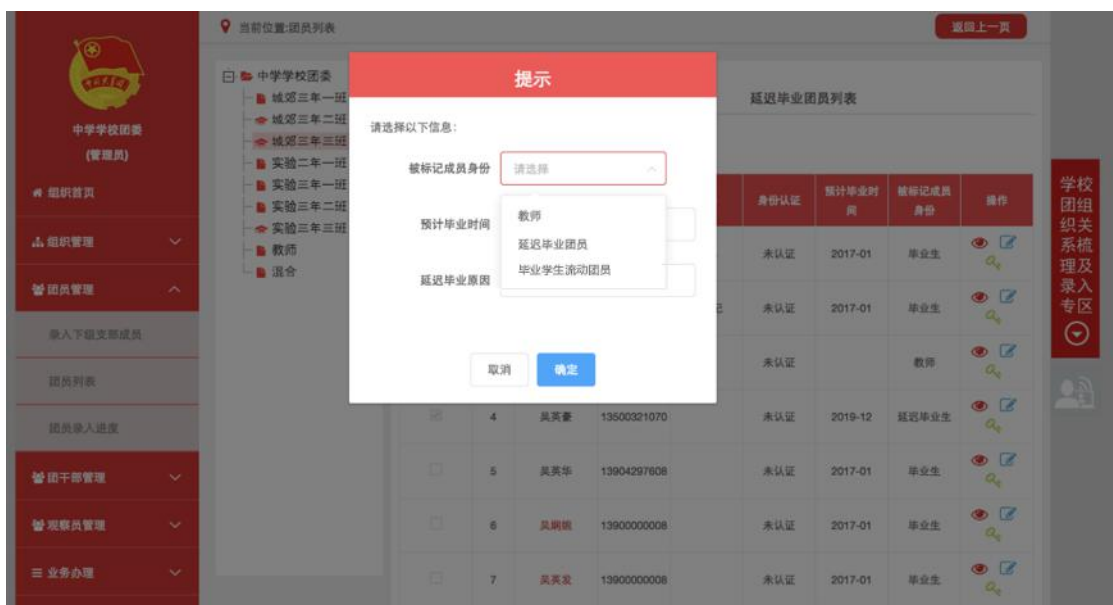 当前位置:团员列表
返回上一页
中学学校团委
(管理员)
组织首页
组织管理
团员管理
录入下级支部成员
团员列表
团员录入进度
团干部管理
观察员管理
业务办理
中学学校团委
城郊三年一班
城郊三年二班
城郊三年三班
实验二年一班
实验三年一班
实验三年二班
实验三年三班
教师
混合
提示
请选择以下信息:
被标记成员身份 请选择
教师
延迟毕业团员
毕业学生流动团员
预计毕业时间
延迟毕业原因
取消 确定
延迟毕业团员列表
身份认证 预计毕业时间 被标记成员身份 操作
未认证 2017-01 毕业生
未认证 2017-01 毕业生
未认证 教师
4 吴英豪 13500321070 未认证 2019-12 延迟毕业生
5 吴英华 13904297608 未认证 2017-01 毕业生
6 13900000008 未认证 2017-01 毕业生
7 吴英发 13900000008 未认证 2017-01 毕业生
学校团组织关系梳理及录入专区